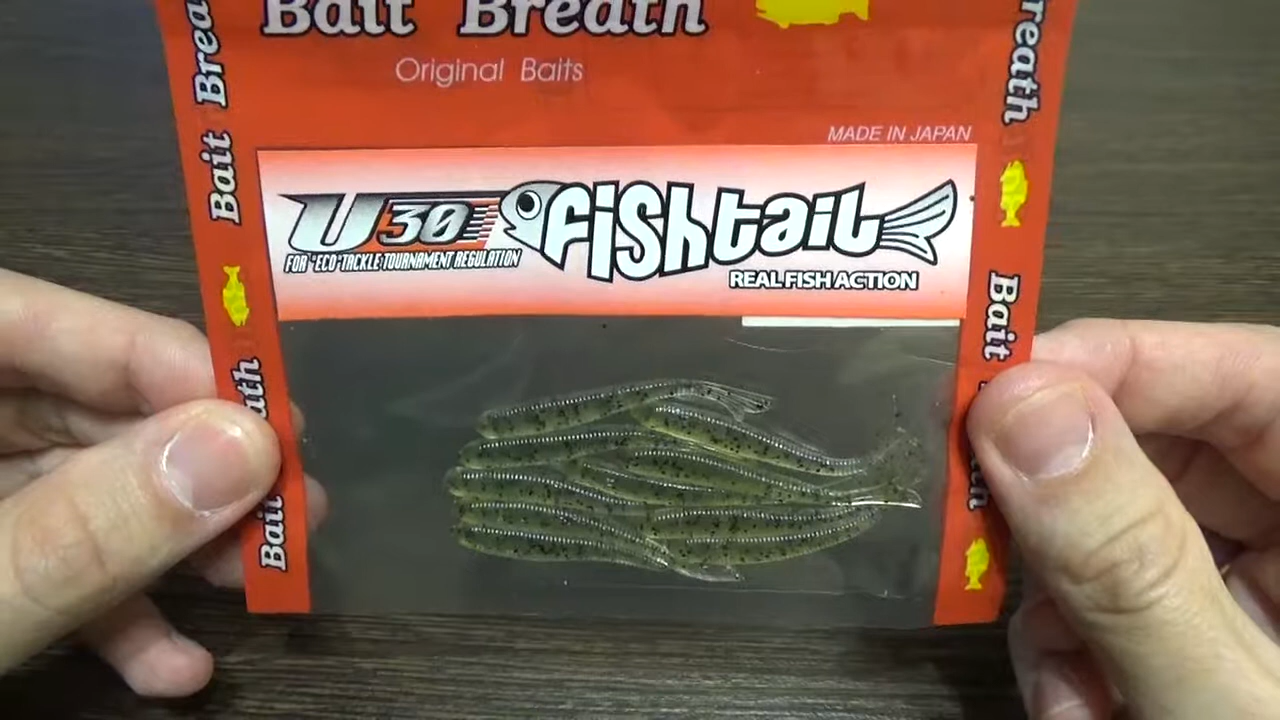 Bait Breath
Original Baits
MADE IN JAPAN
U30 fishtail
FOR "ECO" TACKLE TOURNAMENT REGULATION
REAL FISH ACTION
Bait Brea
Bait
Bait
reath
Bait